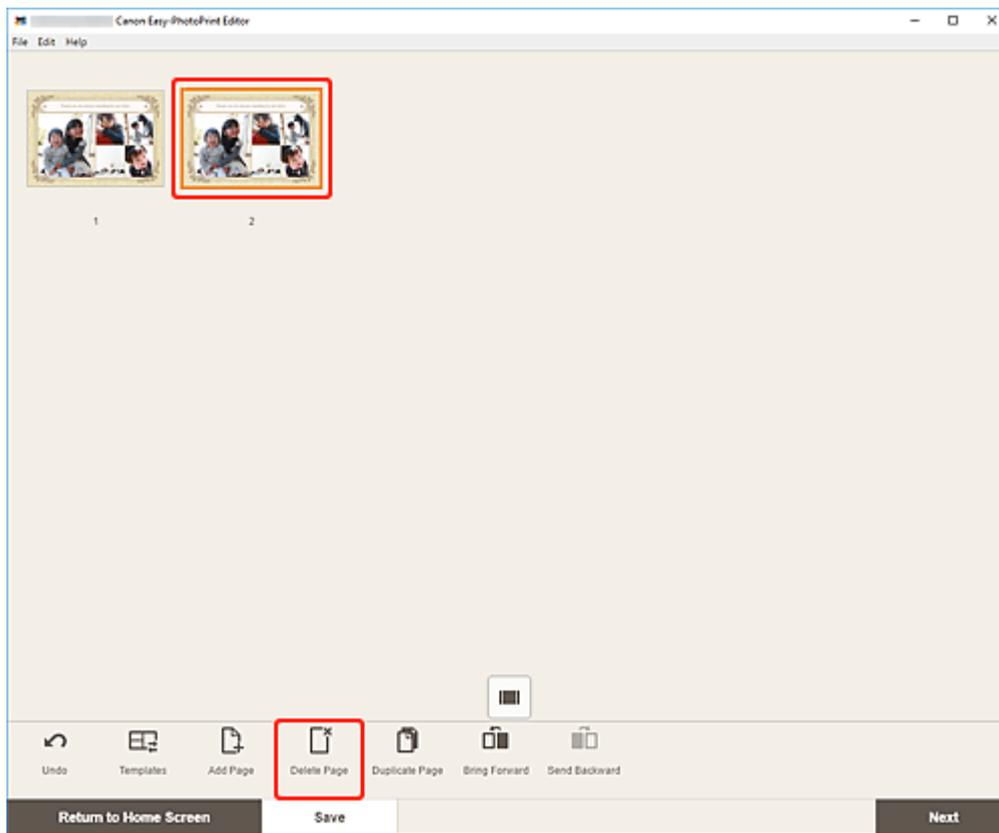 Canon Easy-PhotoPrint Editor
File Edit Help
1 2
Undo Templates Add Page Delete Page Duplicate Page Bring Forward Send Backward
Return to Home Screen Save Next